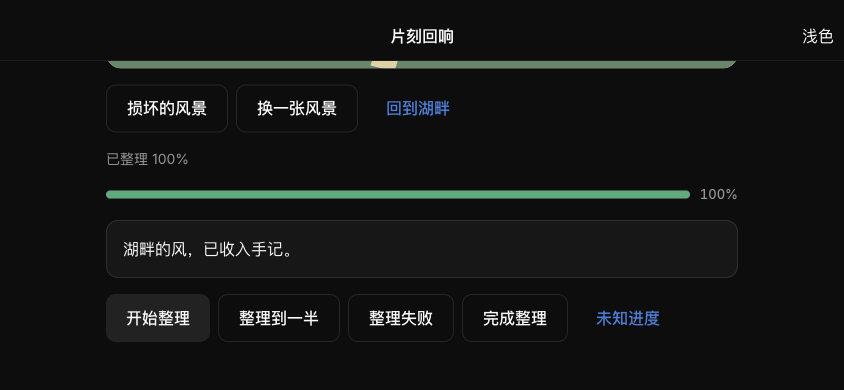 片刻回响 浅色
损坏的风景 换一张风景 回到湖畔
已整理 100%
100%
湖畔的风，已收入手记。
开始整理 整理到一半 整理失败 完成整理 未知进度